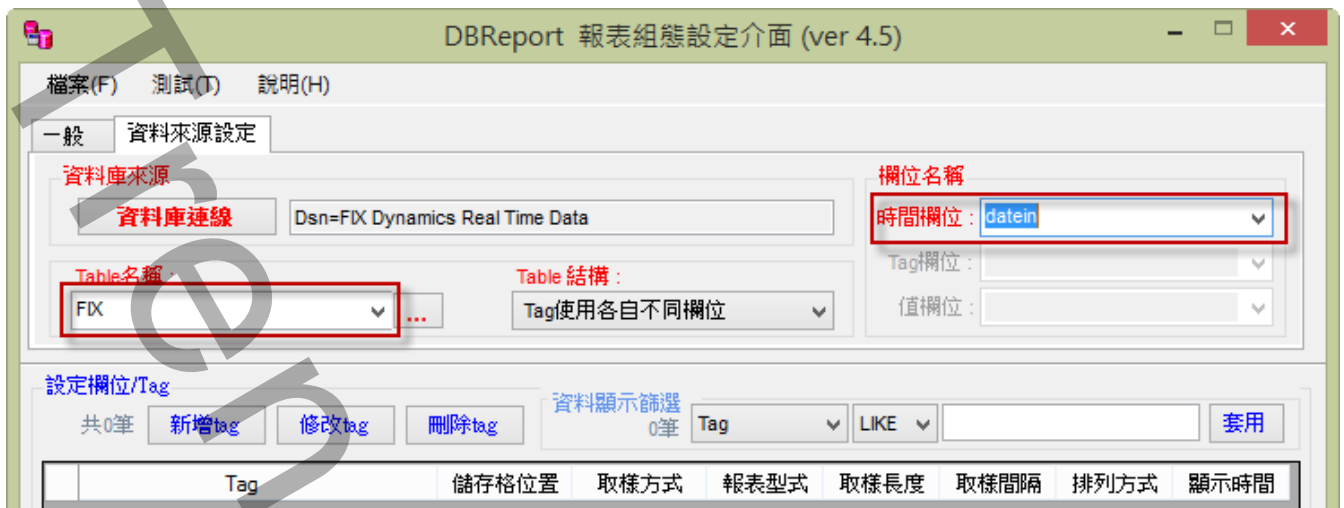 DBReport 報表組態設定介面 (ver 4.5)
檔案(F) 測試(T) 說明(H)
一般 資料來源設定
資料庫來源
資料庫連線 Dsn=FIX Dynamics Real Time Data
Table名稱 :
FIX ...
Table 結構 :
Tag使用各自不同欄位
欄位名稱
時間欄位 : datein
Tag欄位 :
值欄位 :
設定欄位/Tag
共0筆 新增tag 修改tag 刪除tag
資料顯示篩選
0筆 Tag LIKE 套用
Tag 儲存格位置 取樣方式 報表型式 取樣長度 取樣間隔 排列方式 顯示時間
Tren